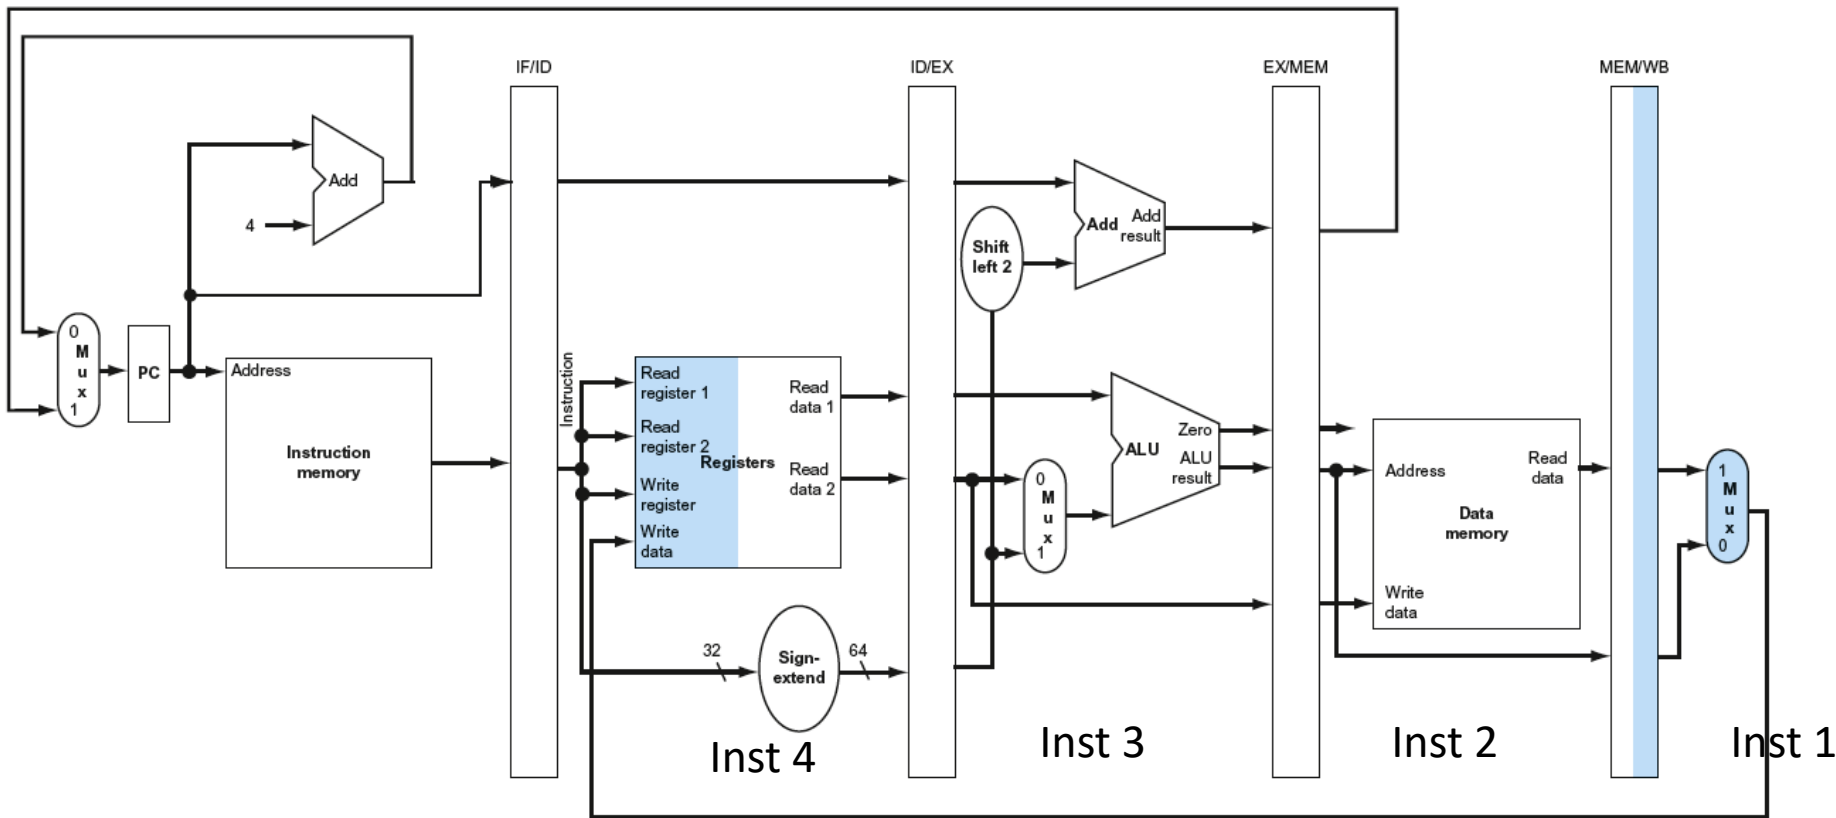 IF/ID
ID/EX
EX/MEM
MEM/WB
Add
4
Add
Add
result
Shift
left 2
0
M
u
x
1
PC
Address
Instruction
memory
Instruction
Read
register 1
Read
register 2
Registers
Write
register
Write
data
Read
data 1
Read
data 2
0
M
u
x
1
Zero
ALU
ALU
result
Address
Read
data
Data
memory
Write
data
1
M
u
x
0
32
Sign-
extend
64
Inst 4
Inst 3
Inst 2
Inst 1